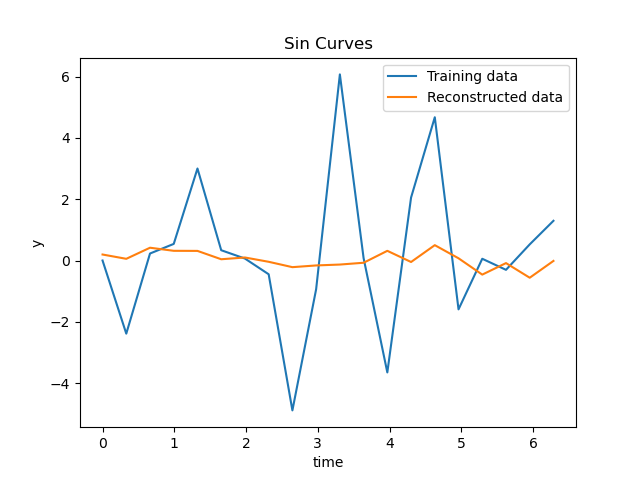 Sin Curves
Training data
Reconstructed data
6
4
2
0
−2
−4
y
0 1 2 3 4 5 6
time